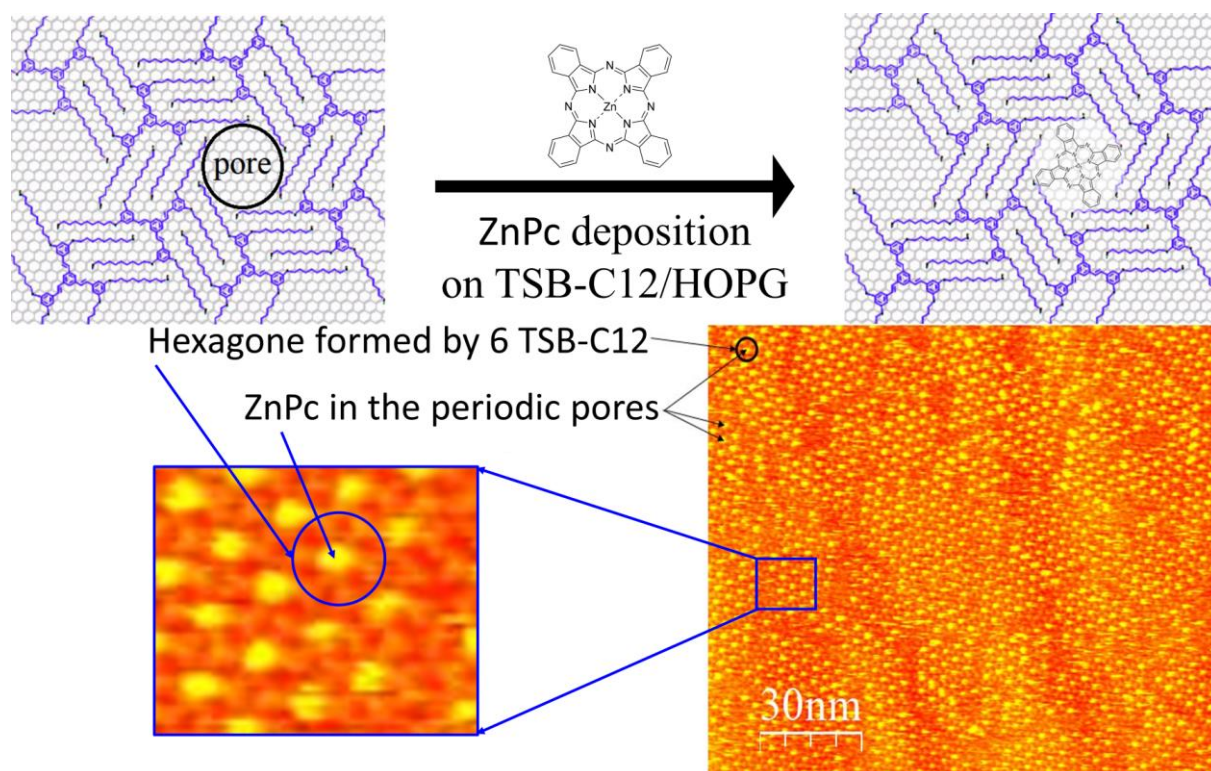 pore
N
N
N
N
Zn
N
N
N
N
ZnPc deposition
on TSB-C12/HOPG
Hexagone formed by 6 TSB-C12
ZnPc in the periodic pores
30nm